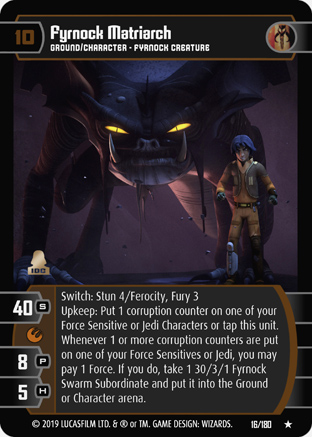 10
Fyrnock Matriarch
GROUND/CHARACTER - FYRNOCK CREATURE
100
40 S
8 P
5 H
Switch: Stun 4/Ferocity, Fury 3
Upkeep: Put 1 corruption counter on one of your
Force Sensitive or Jedi Characters or tap this unit.
Whenever 1 or more corruption counters are put
on one of your Force Sensitives or Jedi, you may
pay 1 Force. If you do, take 1 30/3/1 Fyrnock
Swarm Subordinate and put it into the Ground
or Character arena.
© 2019 LUCASFILM LTD. & ® or TM. GAME DESIGN: WIZARDS.
16/180